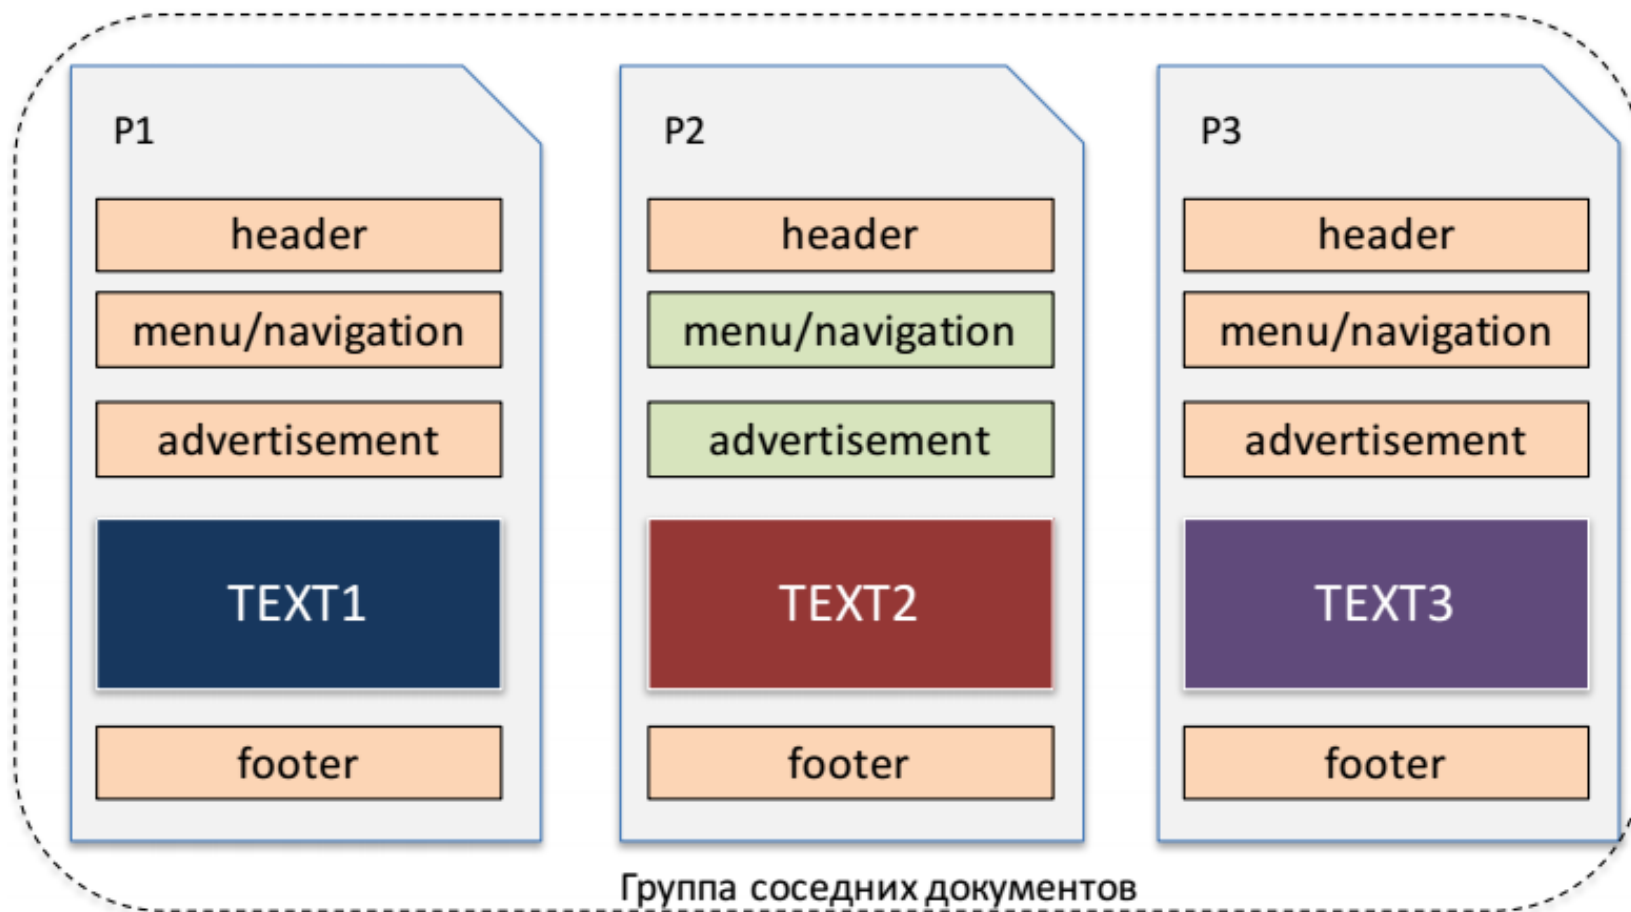 P1
header
menu/navigation
advertisement
TEXT1
footer
P2
header
menu/navigation
advertisement
TEXT2
footer
P3
header
menu/navigation
advertisement
TEXT3
footer
Группа соседних документов